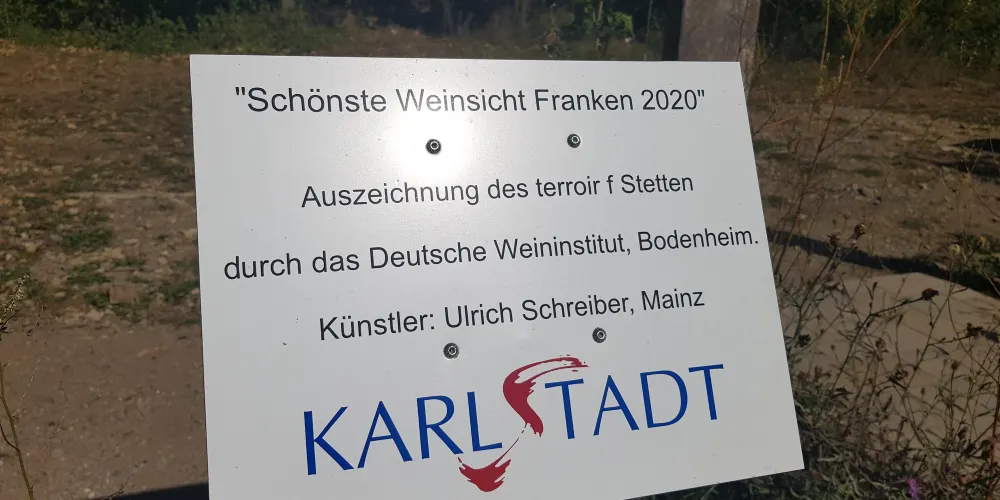 "Schönste Weinsicht Franken 2020"
Auszeichnung des terroir f Stetten
durch das Deutsche Weininstitut, Bodenheim.
Künstler: Ulrich Schreiber, Mainz
KARLSTADT